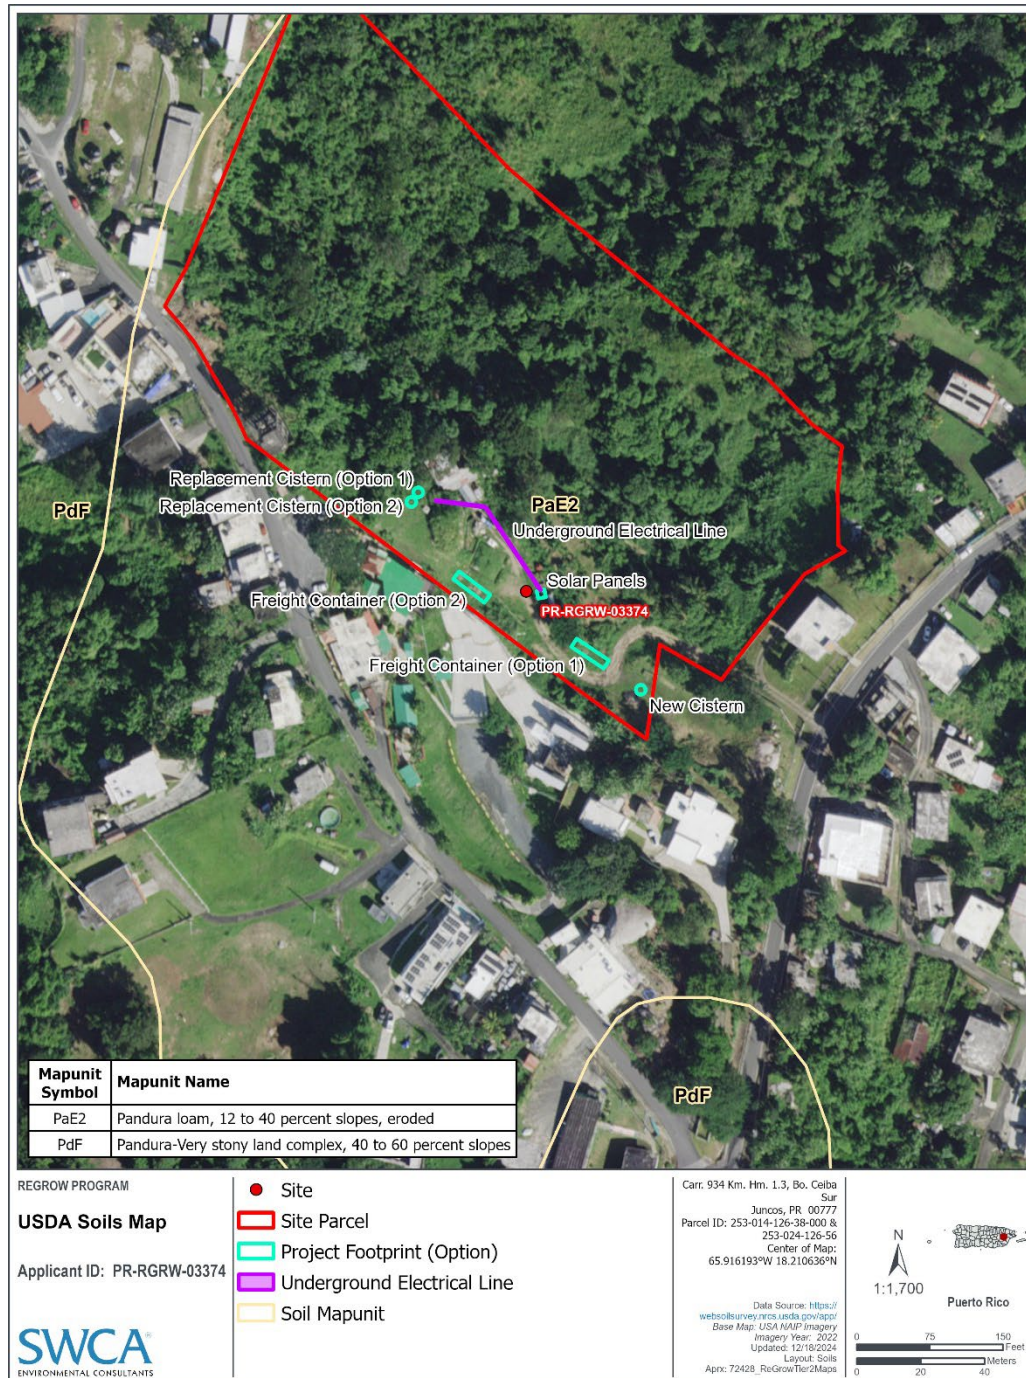 Replacement Cistern (Option 1)
Replacement Cistern (Option 2)
PdF
PaE2
Underground Electrical Line
Solar Panels
Freight Container (Option 2)
PR-RGRW-03374
Freight Container (Option 1)
New Cistern
PdF
Mapunit Symbol
Mapunit Name
PaE2 Pandura loam, 12 to 40 percent slopes, eroded
PdF Pandura-Very stony land complex, 40 to 60 percent slopes
REGROW PROGRAM
USDA Soils Map
Applicant ID: PR-RGRW-03374
SWCA
ENVIRONMENTAL CONSULTANTS
Site
Site Parcel
Project Footprint (Option)
Underground Electrical Line
Soil Mapunit
Carr. 934 Km. Hm. 1.3, Bo. Ceiba
Sur
Juncos, PR 00777
Parcel ID: 253-014-126-38-000 &
253-024-126-56
Center of Map:
65.916193°W 18.210636°N
Data Source: https://
websoilsurvey.nrcs.usda.gov/app/
Base Map: USA NAIP Imagery
Imagery Year: 2022
Updated: 12/18/2024
Layout: Soils
Aprx: 72428_ReGrowTier2Maps
N
1:1,700
Puerto Rico
0 75 150
Feet
Meters
0 20 40